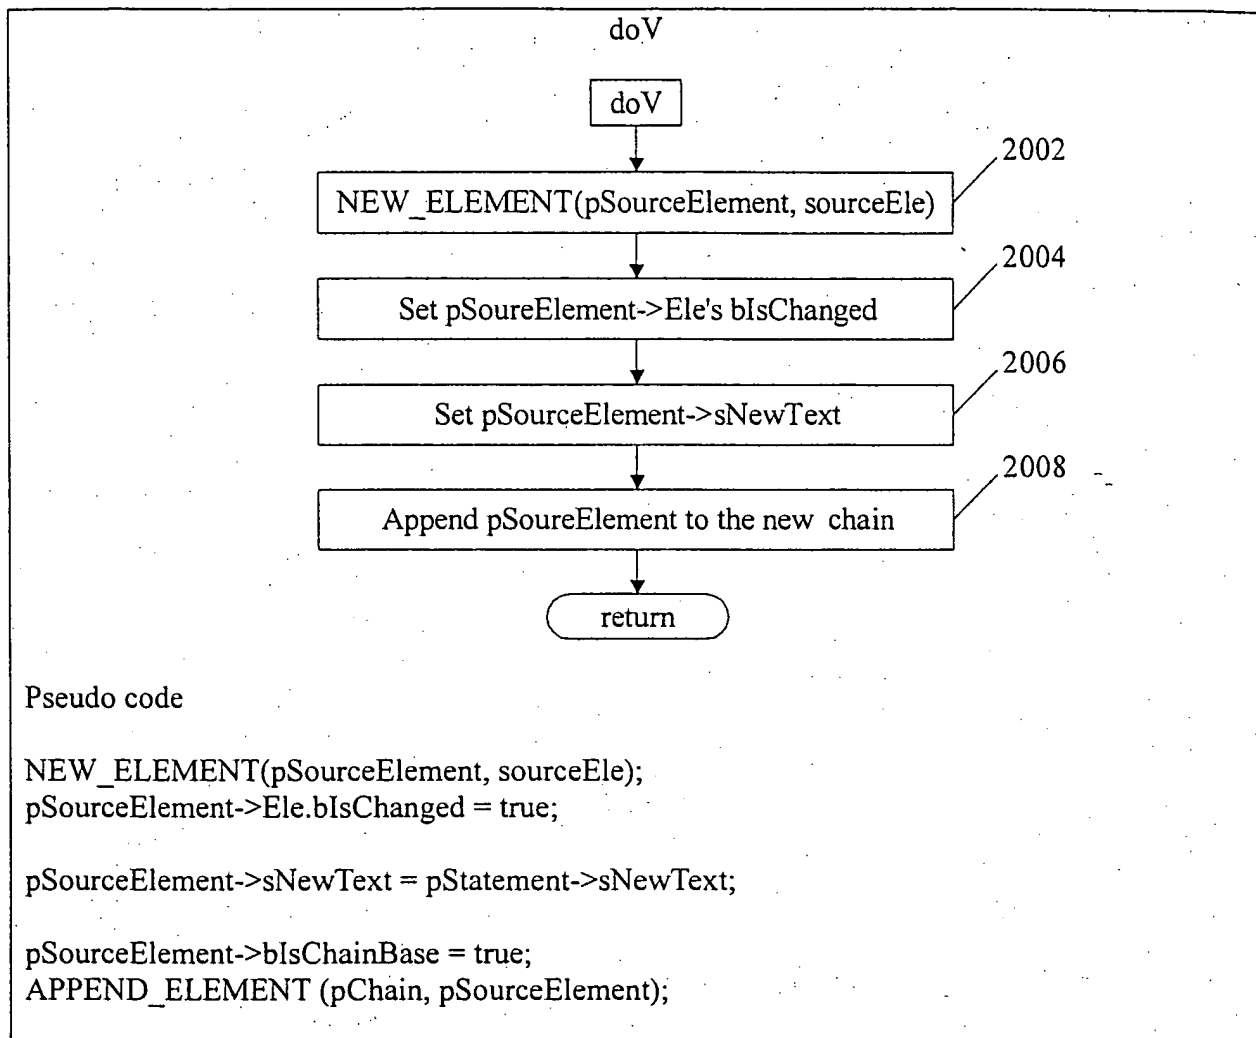 doV
doV
2002
NEW_ELEMENT(pSourceElement, sourceEle)
2004
Set pSoureElement->Ele's bIsChanged
2006
Set pSourceElement->sNewText
2008
Append pSoureElement to the new chain
return
Pseudo code
NEW_ELEMENT(pSourceElement, sourceEle);
pSourceElement->Ele.bIsChanged = true;
pSourceElement->sNewText = pStatement->sNewText;
pSourceElement->bIsChainBase = true;
APPEND_ELEMENT (pChain, pSourceElement);